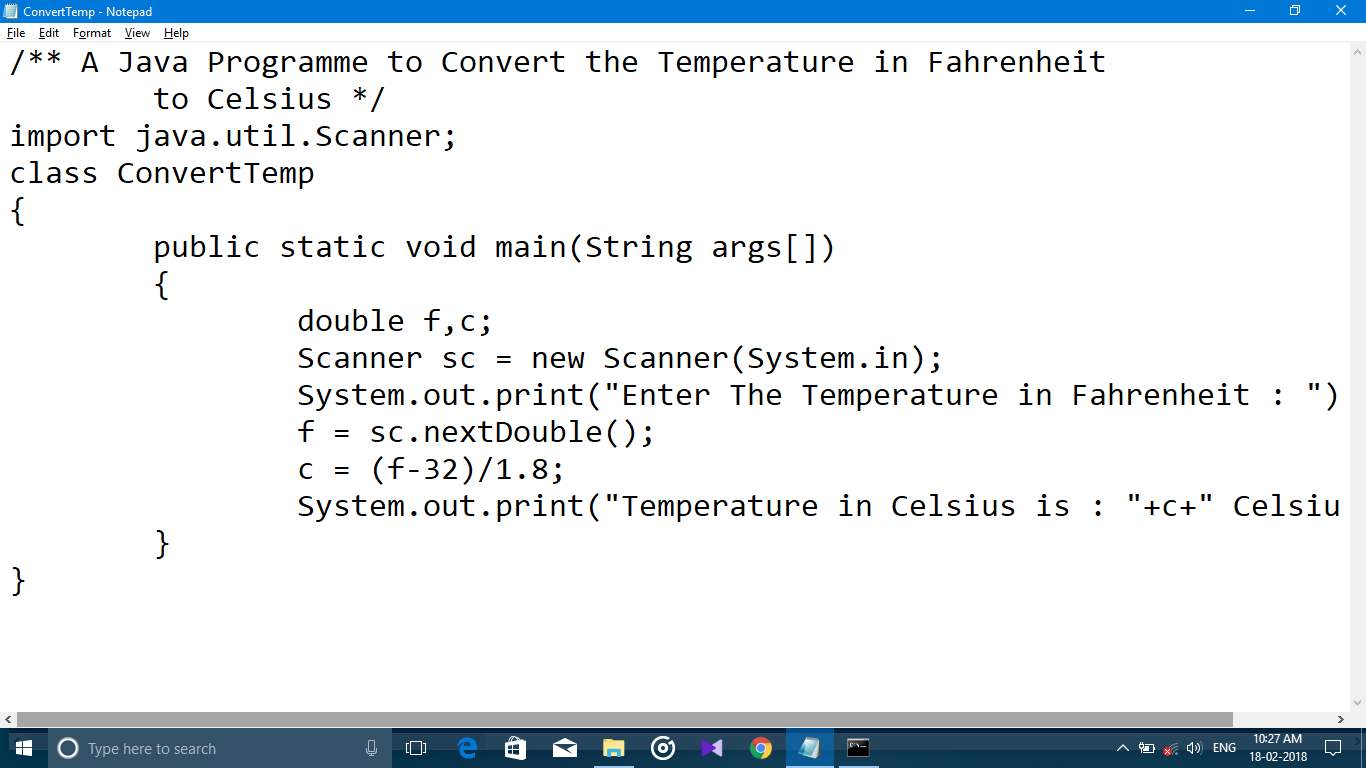 ConvertTemp - Notepad
File Edit Format View Help
/** A Java Programme to Convert the Temperature in Fahrenheit
        to Celsius */
import java.util.Scanner;
class ConvertTemp
{
        public static void main(String args[])
        {
                double f,c;
                Scanner sc = new Scanner(System.in);
                System.out.print("Enter The Temperature in Fahrenheit : ")
                f = sc.nextDouble();
                c = (f-32)/1.8;
                System.out.print("Temperature in Celsius is : "+c+" Celsiu
        }
}
Type here to search
ENG
10:27 AM
18-02-2018